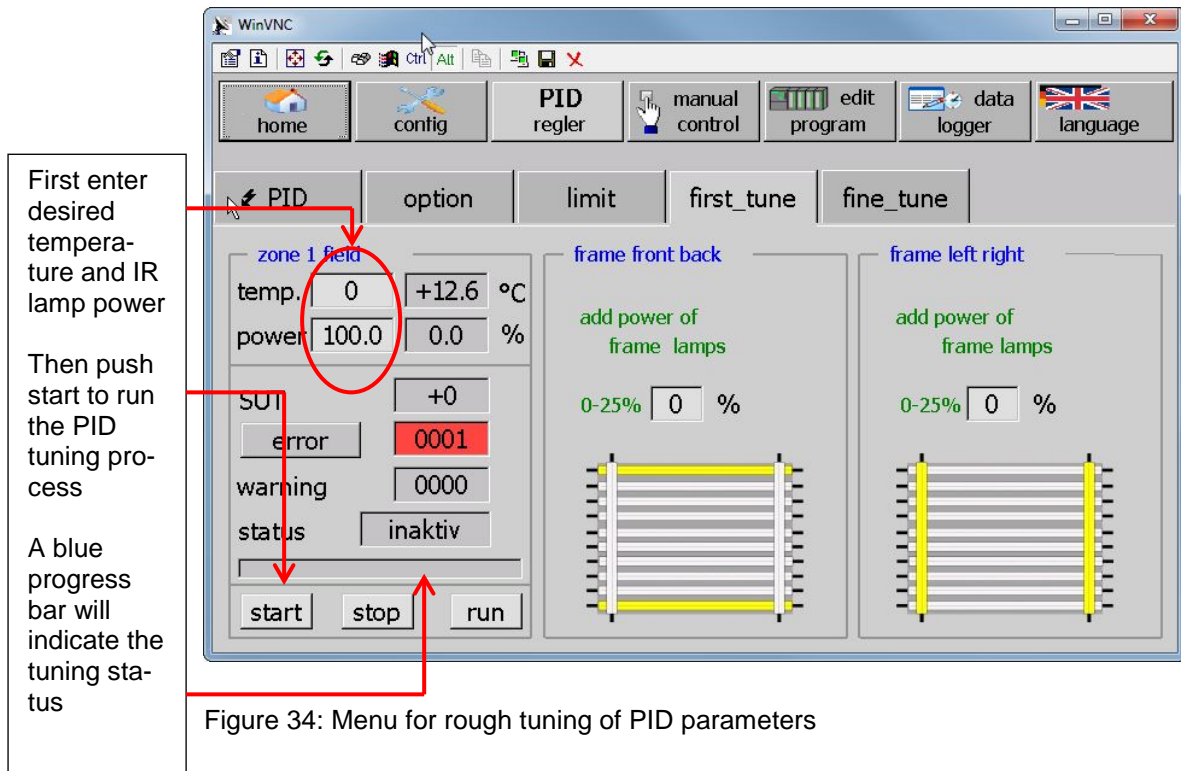 WinVNC
Ctrl Alt
home
config
PID
regler
manual
control
edit
program
data
logger
language
First enter
desired
tempera-
ture and IR
lamp power
Then push
start to run
the PID
tuning pro-
cess
A blue
progress
bar will
indicate the
tuning sta-
tus
PID
option
limit
first_tune
fine_tune
zone 1 field
temp. 0 +12.6 °C
power 100.0 0.0 %
SUT +0
error 0001
warning 0000
status inaktiv
start stop run
frame front back
add power of
frame lamps
0-25% 0 %
frame left right
add power of
frame lamps
0-25% 0 %
Figure 34: Menu for rough tuning of PID parameters